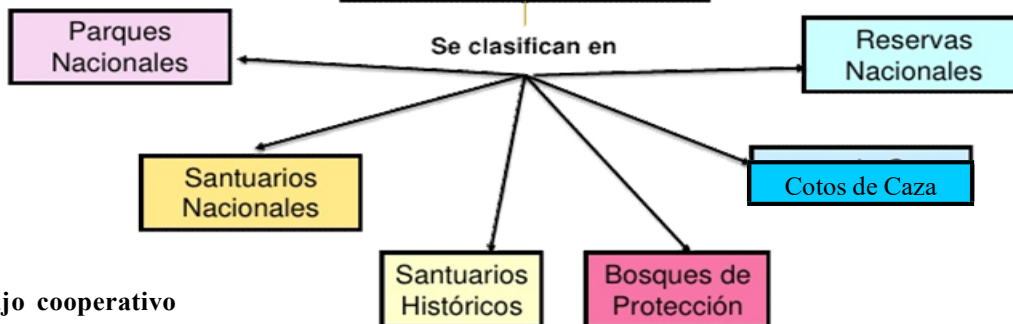 Parques
Nacionales
Se clasifican en
Reservas
Nacionales
Santuarios
Nacionales
Cotos de Caza
Santuarios
Históricos
Bosques de
Protección
jo cooperativo